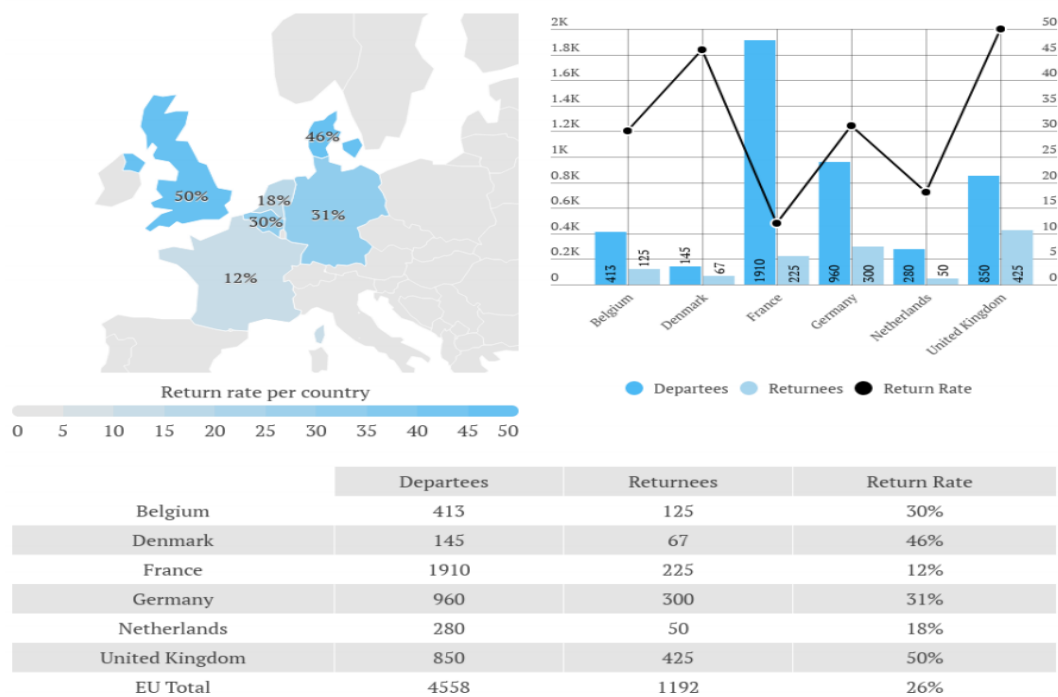 46%
50%
18%
30%
31%
12%
Return rate per country
0 5 10 15 20 25 30 35 40 45 50
2K 50
1.8K 45
1.6K 40
1.4K 35
1.2K 30
1K 25
0.8K 20
0.6K 15
0.4K 10
0.2K 5
0 0
413 125 145 67 1910 225 960 300 280 50 850 425
Belgium Denmark France Germany Netherlands United Kingdom
Departees Returnees Return Rate
Departees Returnees Return Rate
Belgium 413 125 30%
Denmark 145 67 46%
France 1910 225 12%
Germany 960 300 31%
Netherlands 280 50 18%
United Kingdom 850 425 50%
EU Total 4558 1192 26%